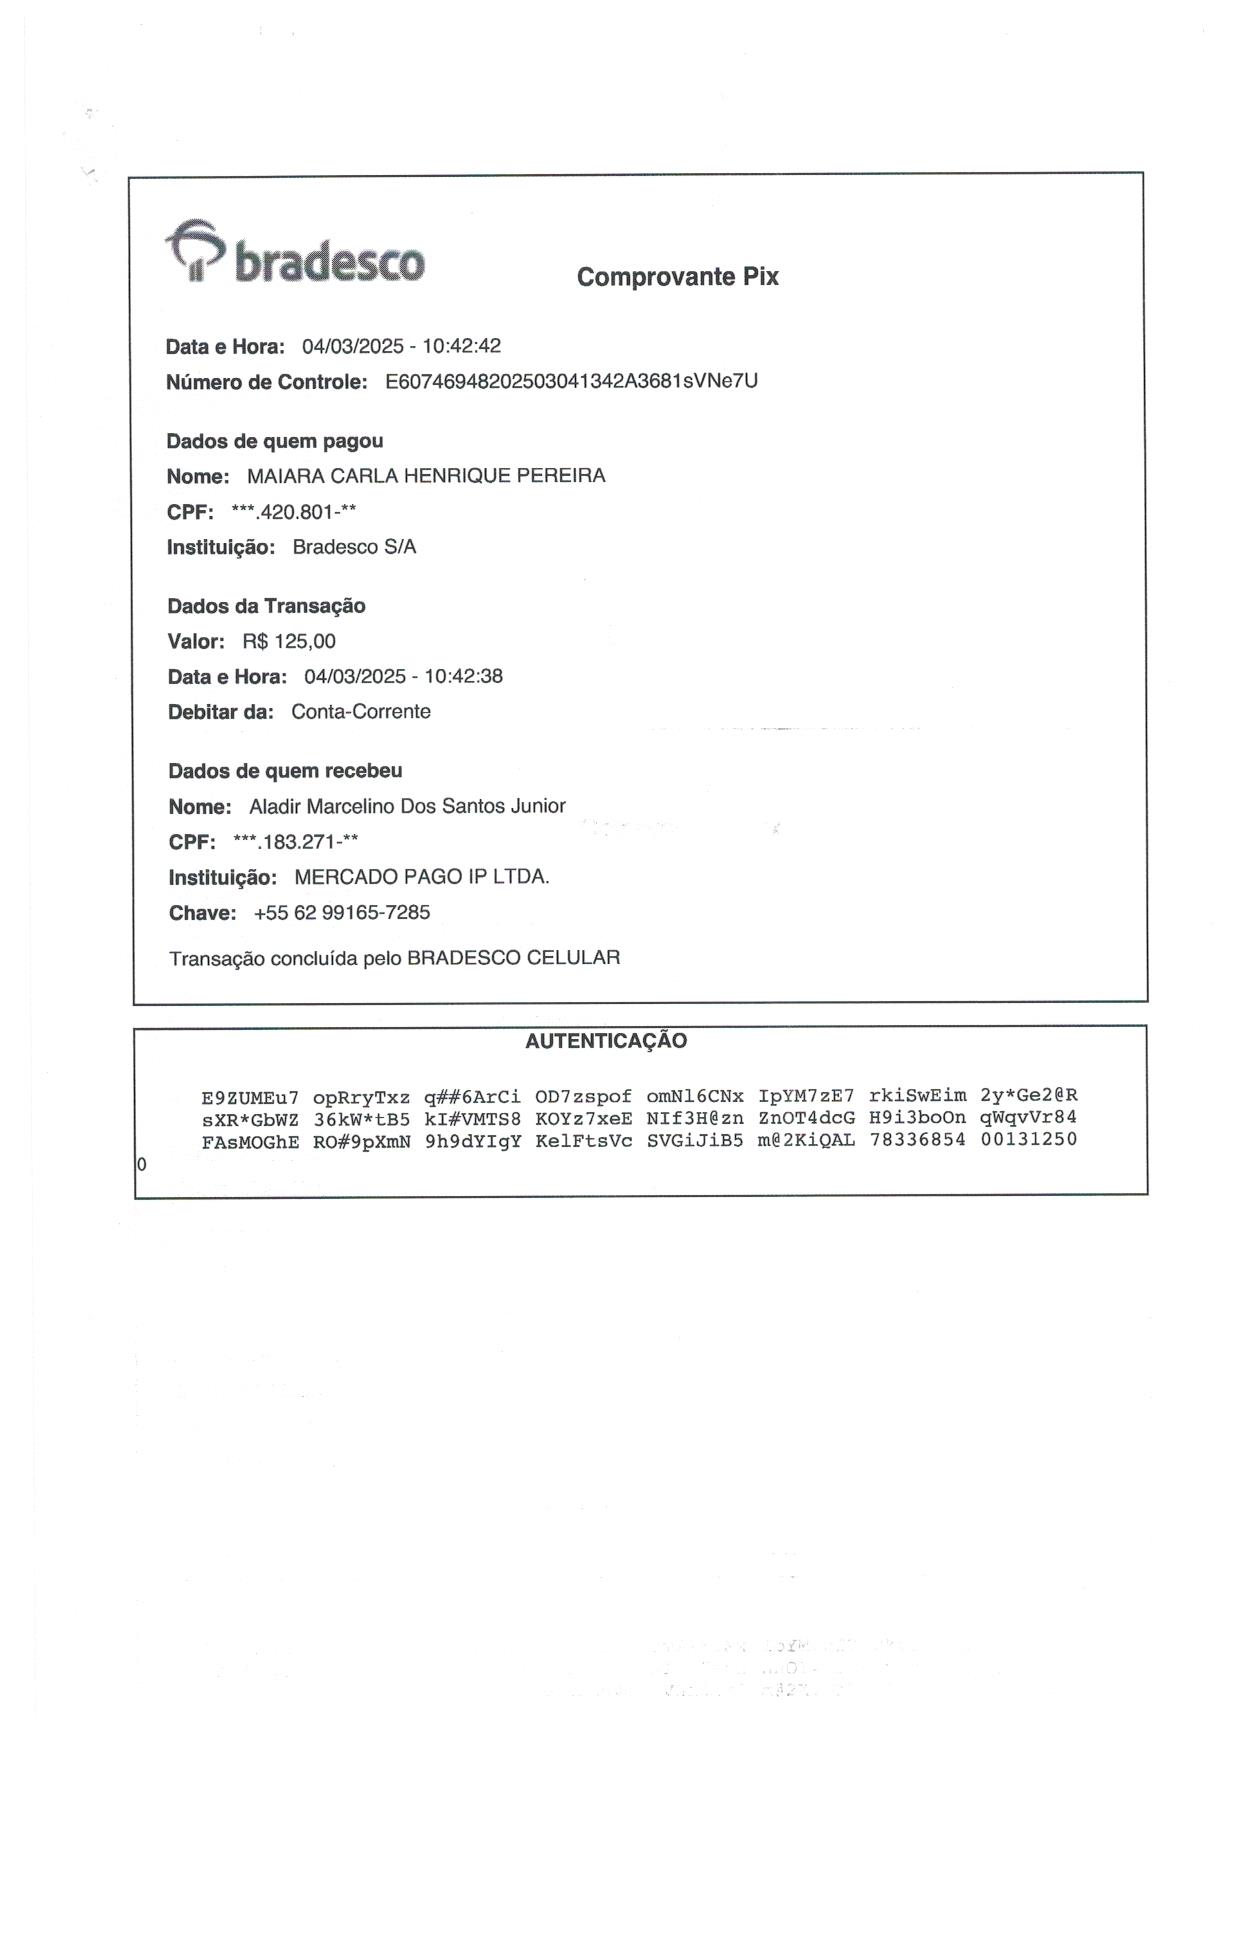 bradesco
Comprovante Pix
Data e Hora: 04/03/2025 - 10:42:42
Número de Controle: E60746948202503041342A3681sVNe7U
Dados de quem pagou
Nome: MAIARA CARLA HENRIQUE PEREIRA
CPF: ***.420.801-**
Instituição: Bradesco S/A
Dados da Transação
Valor: R$ 125,00
Data e Hora: 04/03/2025 - 10:42:38
Debitar da: Conta-Corrente
Dados de quem recebeu
Nome: Aladir Marcelino Dos Santos Junior
CPF: ***.183.271-**
Instituição: MERCADO PAGO IP LTDA.
Chave: +55 62 99165-7285
Transação concluída pelo BRADESCO CELULAR
AUTENTICAÇÃO
E9ZUMEu7 opRryTxz q##6ArCi OD7zspof omNl6CNx IpYM7zE7 rkiSwEim 2y*Ge2@R
sXR*GbWZ 36kW*tB5 kI#VMTS8 KOYz7xeE NIf3H@zn ZnOT4dcG H9i3boOn qWqvVr84
FAsMOGhE RO#9pXmN 9h9dYIgY KelFtsVc SVGiJiB5 m@2KiQAL 78336854 00131250
0